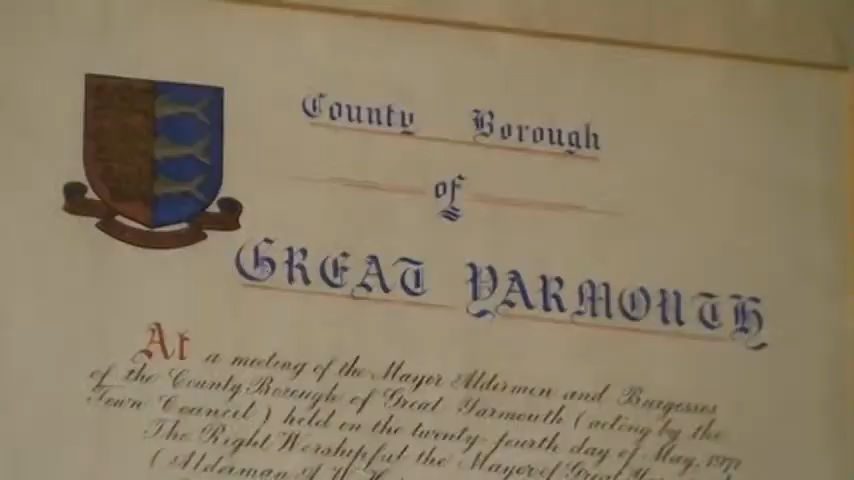 County Borough
of
GREAT YARMOUTH
At a meeting of the Mayor Aldermen and Burgesses
of the County Borough of Great Yarmouth (acting by the
Town Council) held on the twenty-fourth day of May,
The Right Worshipful the Mayor of Great
(Alderman